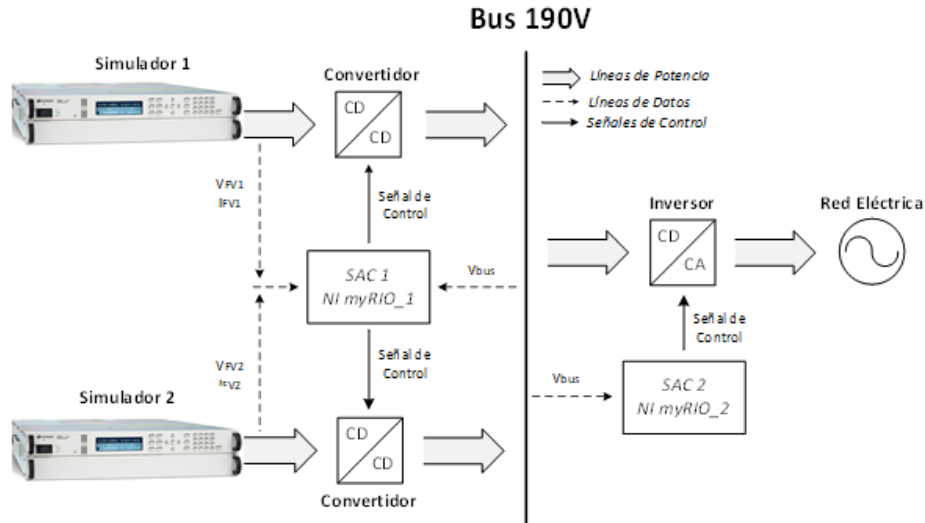 Bus 190V
Simulador 1
Convertidor
CD
CD
Líneas de Potencia
Líneas de Datos
Señales de Control
VFV1
IFV1
Señal de
Control
SAC 1
NI myRIO_1
Vbus
Inversor
CD
CA
Red Eléctrica
Señal de
Control
VFV2
IFV2
Señal de
Control
Simulador 2
CD
CD
Convertidor
Vbus
SAC 2
NI myRIO_2